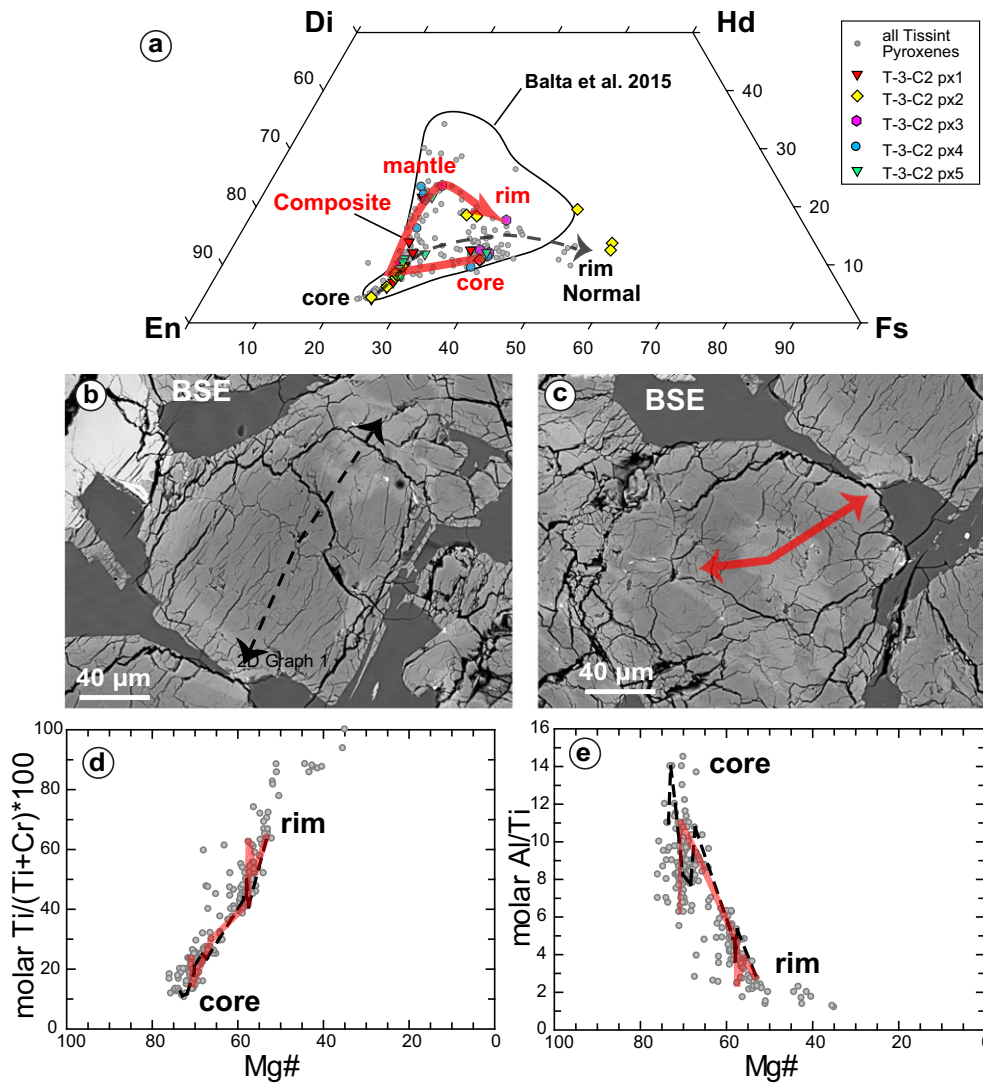 a
Di
Hd
all Tissint
Pyroxenes
T-3-C2 px1
T-3-C2 px2
T-3-C2 px3
T-3-C2 px4
T-3-C2 px5
Balta et al. 2015
60
70
80
90
40
30
20
10
mantle
Composite
rim
core
core
rim
Normal
En
Fs
10
20
30
40
50
60
70
80
90
b
BSE
2D Graph 1
40 µm
c
BSE
40 µm
d
molar Ti/(Ti+Cr)*100
100
80
60
40
20
0
rim
core
100
80
60
40
20
0
Mg#
e
molar Al/Ti
16
14
12
10
8
6
4
2
0
core
rim
100
80
60
40
20
0
Mg#